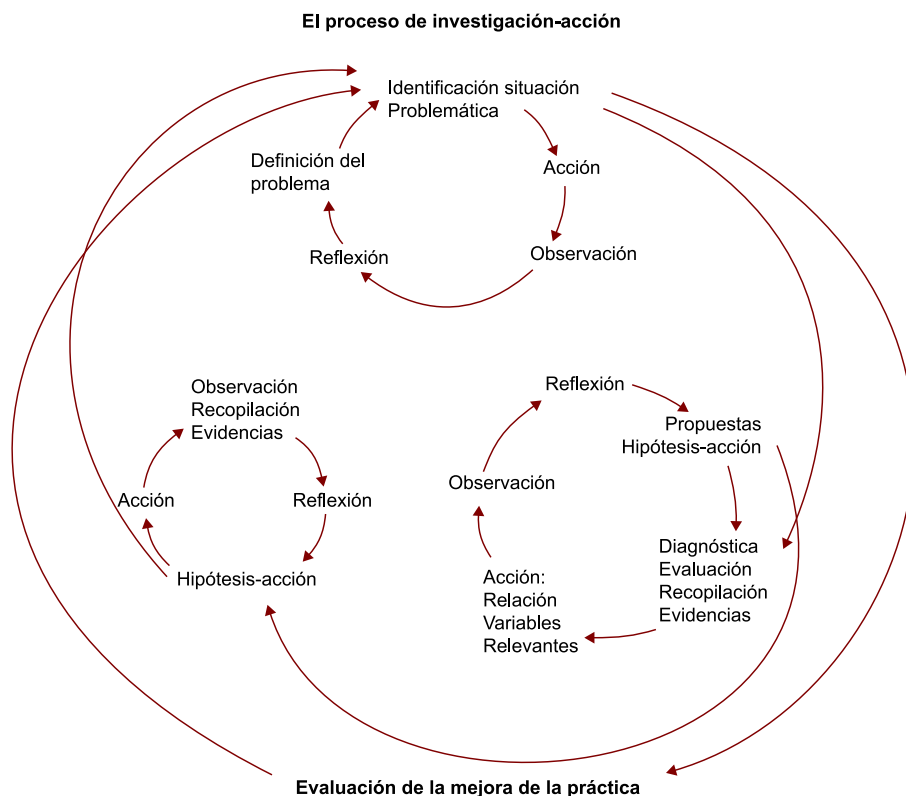 El proceso de investigación-acción
Identificación situación
Problemática
Acción
Observación
Reflexión
Definición del
problema
Observación
Recopilación
Evidencias
Reflexión
Hipótesis-acción
Acción
Reflexión
Propuestas
Hipótesis-acción
Diagnóstica
Evaluación
Recopilación
Evidencias
Acción:
Relación
Variables
Relevantes
Observación
Evaluación de la mejora de la práctica